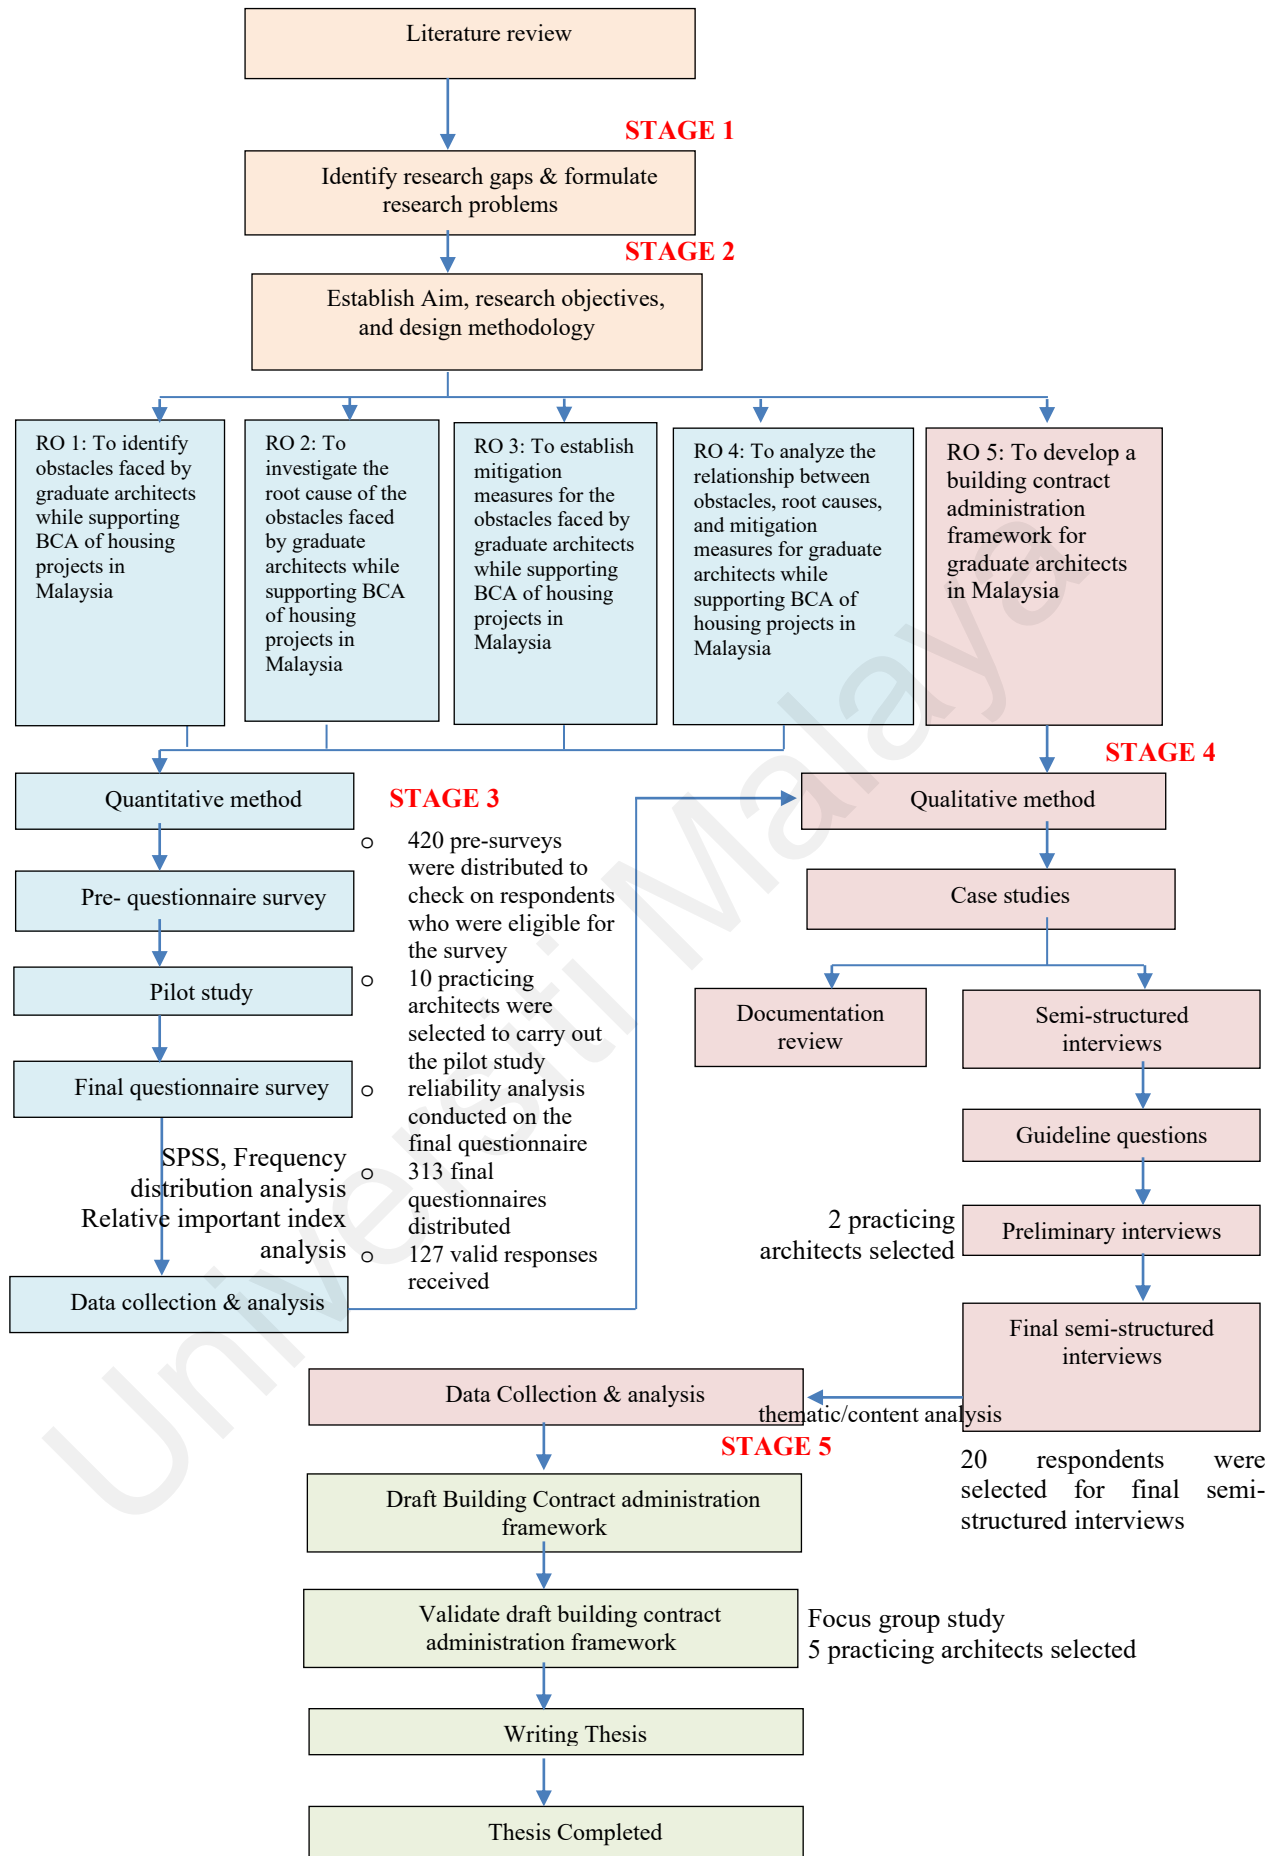 Literature review
STAGE 1
Identify research gaps & formulate
research problems
STAGE 2
Establish Aim, research objectives,
and design methodology
RO 1: To identify
obstacles faced by
graduate architects
while supporting
BCA of housing
projects in
Malaysia
RO 2: To
investigate the
root cause of the
obstacles faced
by graduate
architects while
supporting BCA
of housing
projects in
Malaysia
RO 3: To establish
mitigation
measures for the
obstacles faced by
graduate architects
while supporting
BCA of housing
projects in
Malaysia
RO 4: To analyze the
relationship between
obstacles, root causes,
and mitigation
measures for graduate
architects while
supporting BCA of
housing projects in
Malaysia
RO 5: To develop a
building contract
administration
framework for
graduate architects
in Malaysia
STAGE 4
Quantitative method
STAGE 3
Qualitative method
Pre- questionnaire survey
Pilot study
Final questionnaire survey
o 420 pre-surveys
were distributed to
check on respondents
who were eligible for
the survey
o 10 practicing
architects were
selected to carry out
the pilot study
o reliability analysis
conducted on the
final questionnaire
o 313 final
questionnaires
distributed
o 127 valid responses
received
SPSS, Frequency
distribution analysis
Relative important index
analysis
Data collection & analysis
Case studies
Documentation
review
Semi-structured
interviews
Guideline questions
2 practicing
architects selected
Preliminary interviews
Final semi-structured
interviews
Data Collection & analysis
thematic/content analysis
STAGE 5
20 respondents were
selected for final semi-
structured interviews
Draft Building Contract administration
framework
Validate draft building contract
administration framework
Focus group study
5 practicing architects selected
Writing Thesis
Thesis Completed
Universiti Malaya